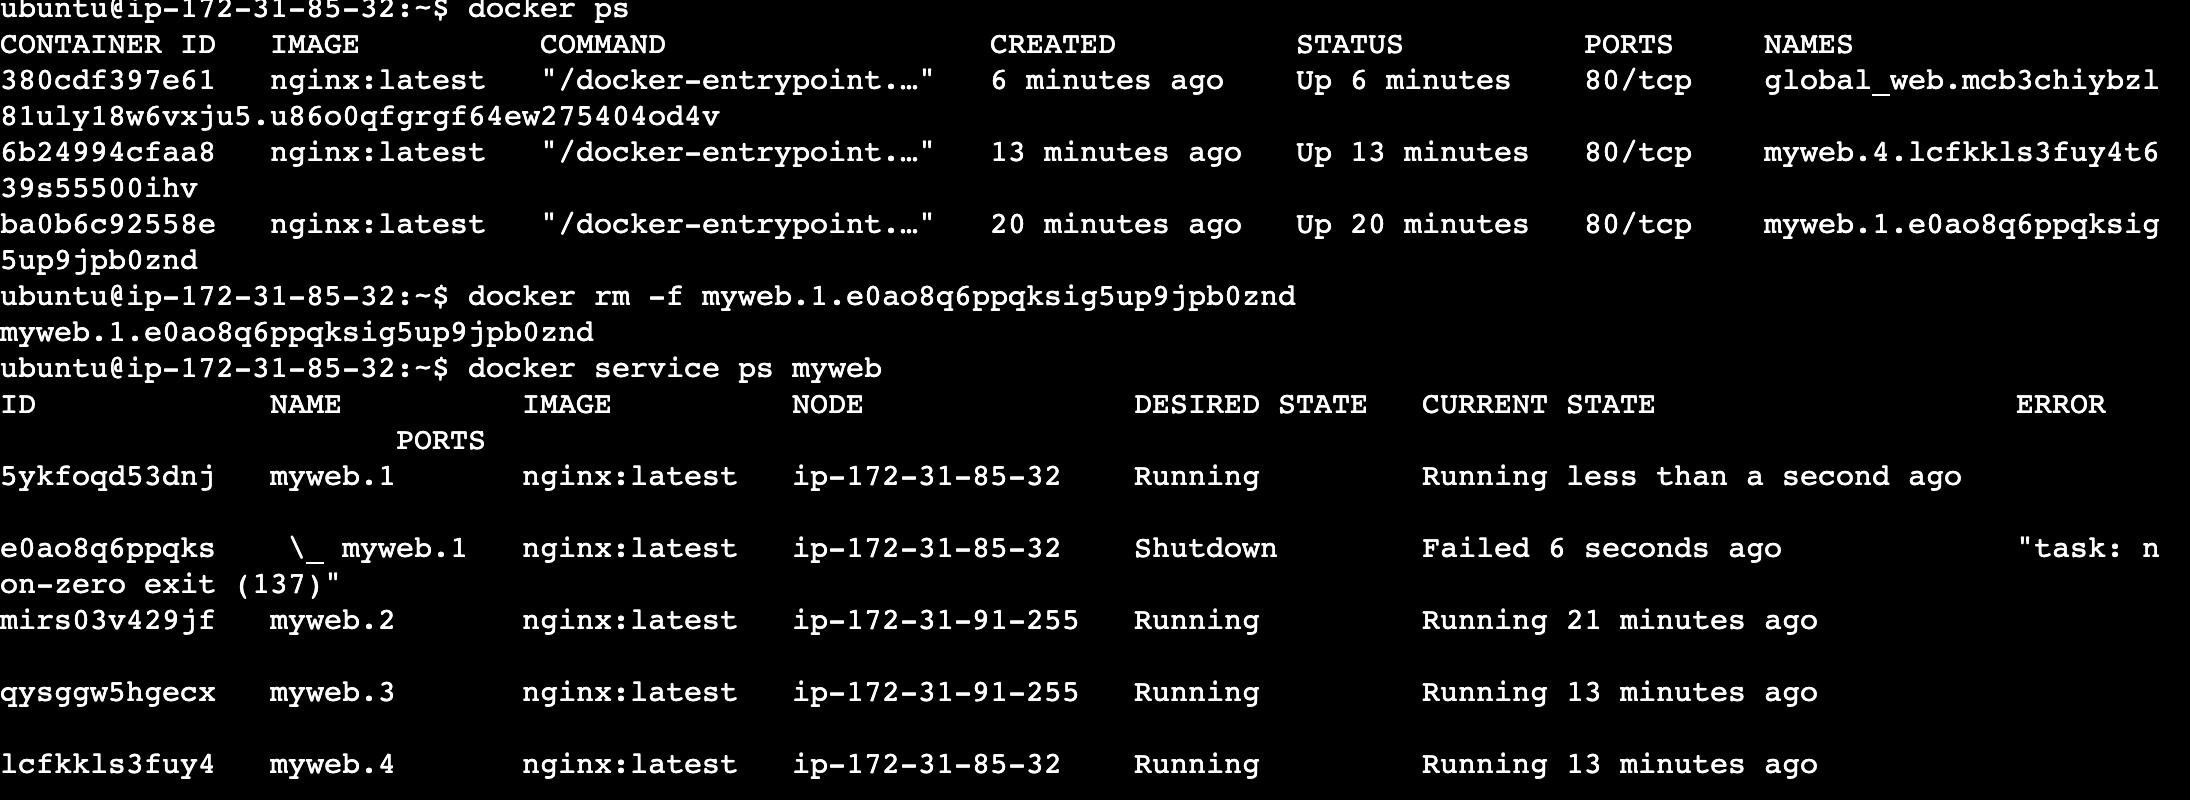 ubuntu@ip-172-31-85-32:~$ docker ps
CONTAINER ID   IMAGE          COMMAND                  CREATED          STATUS          PORTS     NAMES
380cdf397e61   nginx:latest   "/docker-entrypoint.…"   6 minutes ago    Up 6 minutes    80/tcp    global_web.mcb3chiybzl
81uly18w6vxju5.u86o0qfgrgf64ew275404od4v
6b24994cfaa8   nginx:latest   "/docker-entrypoint.…"   13 minutes ago   Up 13 minutes   80/tcp    myweb.4.lcfkkls3fuy4t6
39s55500ihv
ba0b6c92558e   nginx:latest   "/docker-entrypoint.…"   20 minutes ago   Up 20 minutes   80/tcp    myweb.1.e0ao8q6ppqksig
5up9jpb0znd
ubuntu@ip-172-31-85-32:~$ docker rm -f myweb.1.e0ao8q6ppqksig5up9jpb0znd
myweb.1.e0ao8q6ppqksig5up9jpb0znd
ubuntu@ip-172-31-85-32:~$ docker service ps myweb
ID             NAME          IMAGE          NODE               DESIRED STATE   CURRENT STATE                    ERROR
                      PORTS
5ykfoqd53dnj   myweb.1       nginx:latest   ip-172-31-85-32    Running         Running less than a second ago
e0ao8q6ppqks    \_ myweb.1   nginx:latest   ip-172-31-85-32    Shutdown        Failed 6 seconds ago             "task: n
on-zero exit (137)"
mirs03v429jf   myweb.2       nginx:latest   ip-172-31-91-255   Running         Running 21 minutes ago
qysggw5hgecx   myweb.3       nginx:latest   ip-172-31-91-255   Running         Running 13 minutes ago
lcfkkls3fuy4   myweb.4       nginx:latest   ip-172-31-85-32    Running         Running 13 minutes ago